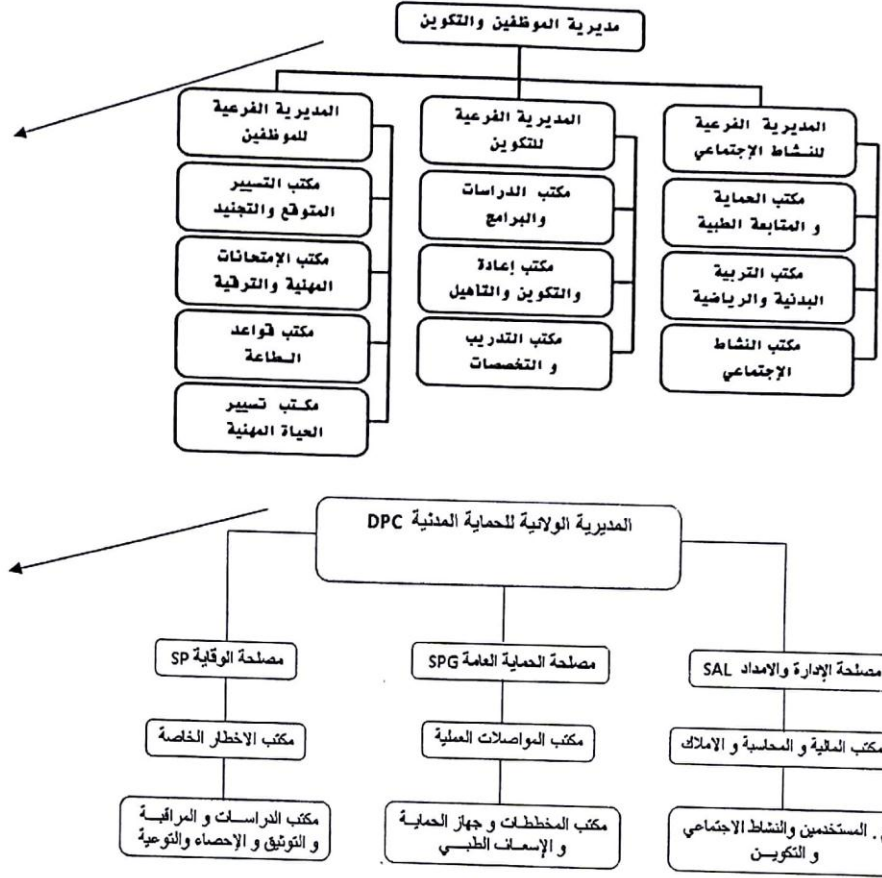 مديرية الموظفين والتكوين
المديرية الفرعية
للنشاط الإجتماعي
مكتب الحماية
و المتابعة الطبية
مكتب التربية
البدنية والرياضية
مكتب النشاط
الإجتماعي
المديرية الفرعية
للتكوين
مكتب الدراسات
والبرامج
مكتب إعادة
والتكوين والتاهيل
مكتب التدريب
و التخصصات
المديرية الفرعية
للموظفين
مكتب التسيير
المتوقع والتجنيد
مكتب الإمتحانات
المهنية والترقية
مكتب قواعد
مكتب تسيير
الحياة المهنية
المديرية الولائية للحماية المدنية DPC
مصلحة الإدارة والامداد SAL
مكتب المالية و المحاسبة و الاملاك
المستخدمين والنشاط الاجتماعي
و التكوين
مصلحة الحماية العامة SPG
مكتب المواصلات العملية
مكتب المخططات و جهاز الحماية
و الإسعاف الطبي
مصلحة الوقاية SP
مكتب الاخطار الخاصة
مكتب الدراسات و المراقبة
و التوثيق و الإحصاء والتوعية